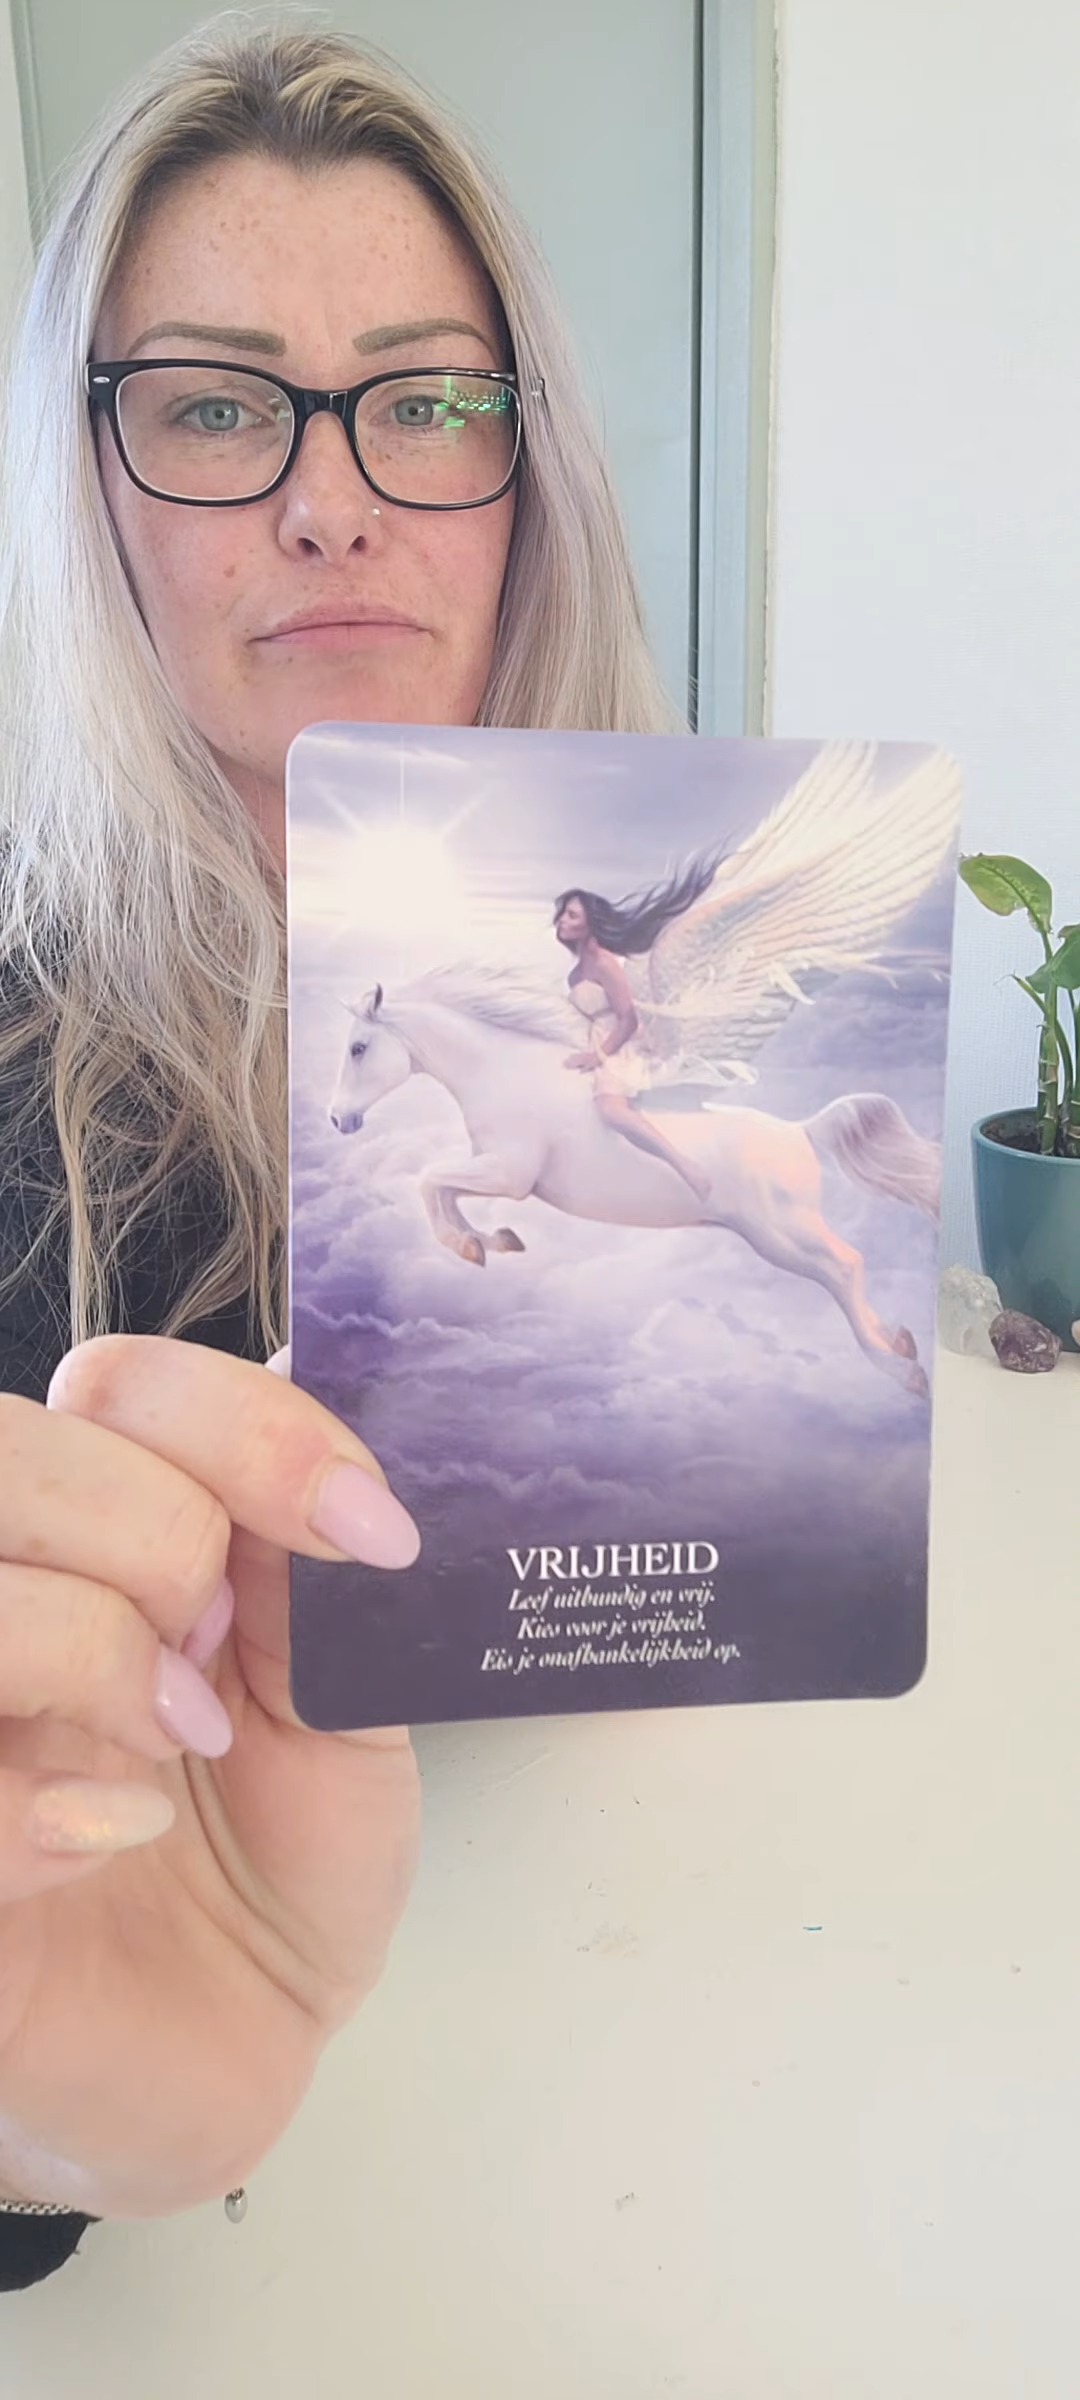 VRIJHEID
Leef uitbundig en vrij.
Kies voor je vrijheid.
Eis je onafhankelijkheid op.